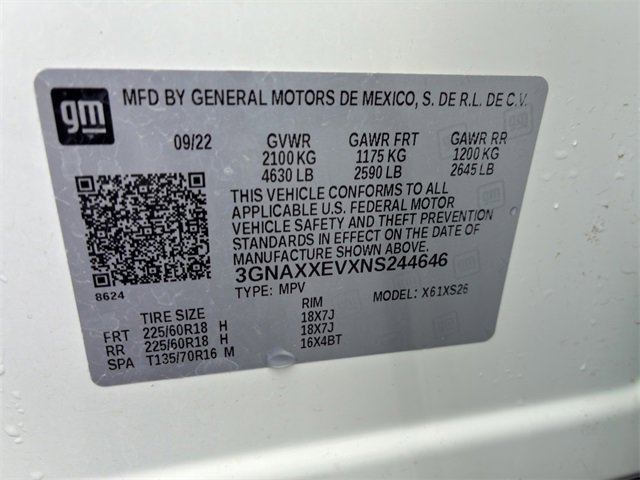 gm
MFD BY GENERAL MOTORS DE MEXICO, S. DE R.L. DE C.V.
09/22 GVWR GAWR FRT GAWR RR
2100 KG 1175 KG 1200 KG
4630 LB 2590 LB 2645 LB
THIS VEHICLE CONFORMS TO ALL
APPLICABLE U.S. FEDERAL MOTOR
VEHICLE SAFETY AND THEFT PREVENTION
STANDARDS IN EFFECT ON THE DATE OF
MANUFACTURE SHOWN ABOVE.
3GNAXXEVXNS244646
8624 TYPE: MPV MODEL: X61XS26
TIRE SIZE RIM
FRT 225/60R18 H 18X7J
RR 225/60R18 H 18X7J
SPA T135/70R16 M 16X4BT